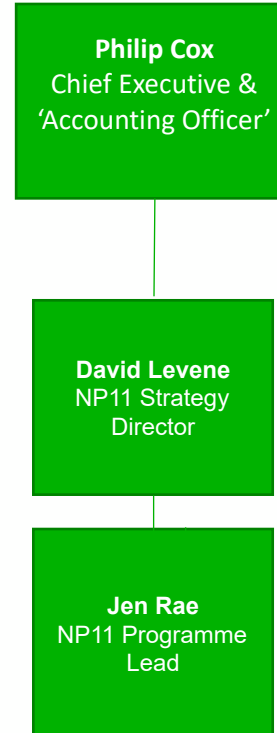 Philip Cox
Chief Executive &
‘Accounting Officer’
David Levene
NP11 Strategy
Director
Jen Rae
NP11 Programme
Lead